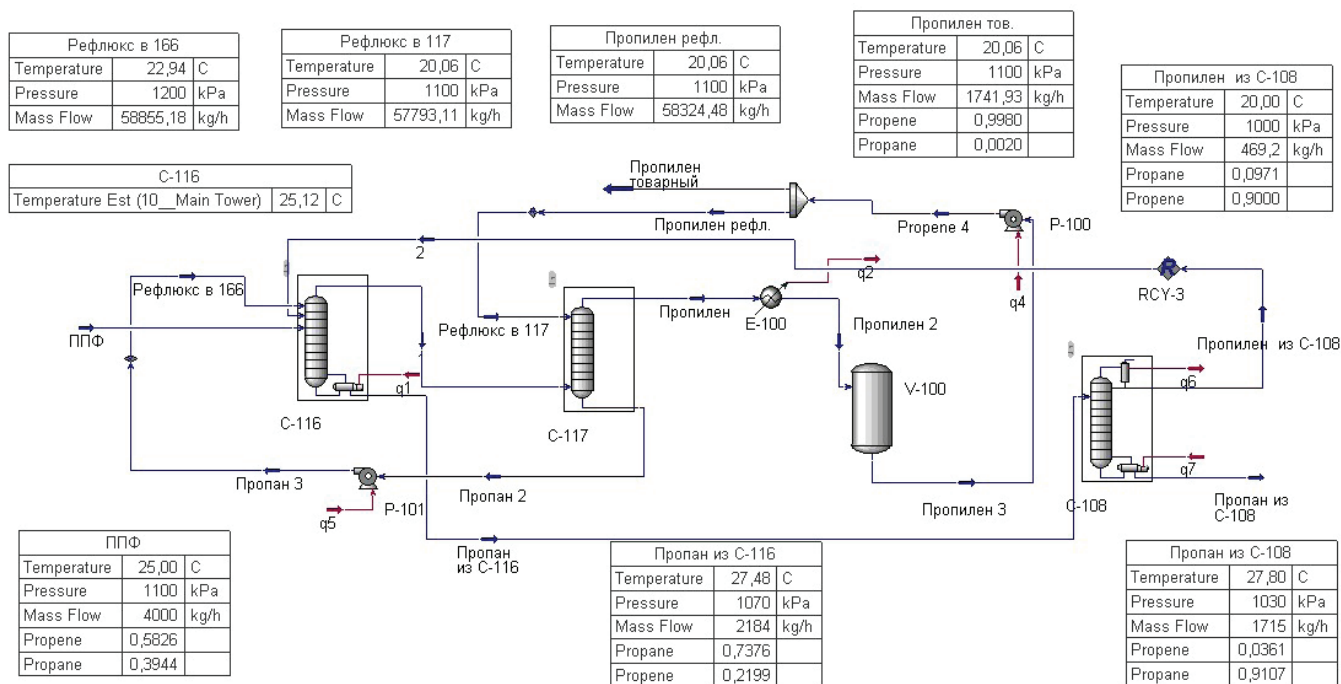 Рефлюкс в 166
Temperature 22,94 C
Pressure 1200 kPa
Mass Flow 58855,18 kg/h
Рефлюкс в 117
Temperature 20,06 C
Pressure 1100 kPa
Mass Flow 57793,11 kg/h
Пропилен рефл.
Temperature 20,06 C
Pressure 1100 kPa
Mass Flow 58324,48 kg/h
Пропилен тов.
Temperature 20,06 C
Pressure 1100 kPa
Mass Flow 1741,93 kg/h
Propene 0,9980
Propane 0,0020
Пропилен из C-108
Temperature 20,00 C
Pressure 1000 kPa
Mass Flow 469,2 kg/h
Propane 0,0971
Propene 0,9000
C-116
Temperature Est (10__Main Tower) 25,12 C
Пропилен
товарный
Пропилен рефл.
Propene 4
P-100
2
q2
q4
RCY-3
Рефлюкс в 166
ППФ
Рефлюкс в 117
Пропилен
E-100
Пропилен 2
Пропилен из C-108
1
q1
V-100
q6
C-116
C-117
q7
Пропан 3
Пропан 2
P-101
q5
Пропилен 3
C-108
Пропан из
C-108
Пропан
из C-116
ППФ
Temperature 25,00 C
Pressure 1100 kPa
Mass Flow 4000 kg/h
Propene 0,5826
Propane 0,3944
Пропан из C-116
Temperature 27,48 C
Pressure 1070 kPa
Mass Flow 2184 kg/h
Propane 0,7376
Propene 0,2199
Пропан из C-108
Temperature 27,80 C
Pressure 1030 kPa
Mass Flow 1715 kg/h
Propene 0,0361
Propane 0,9107